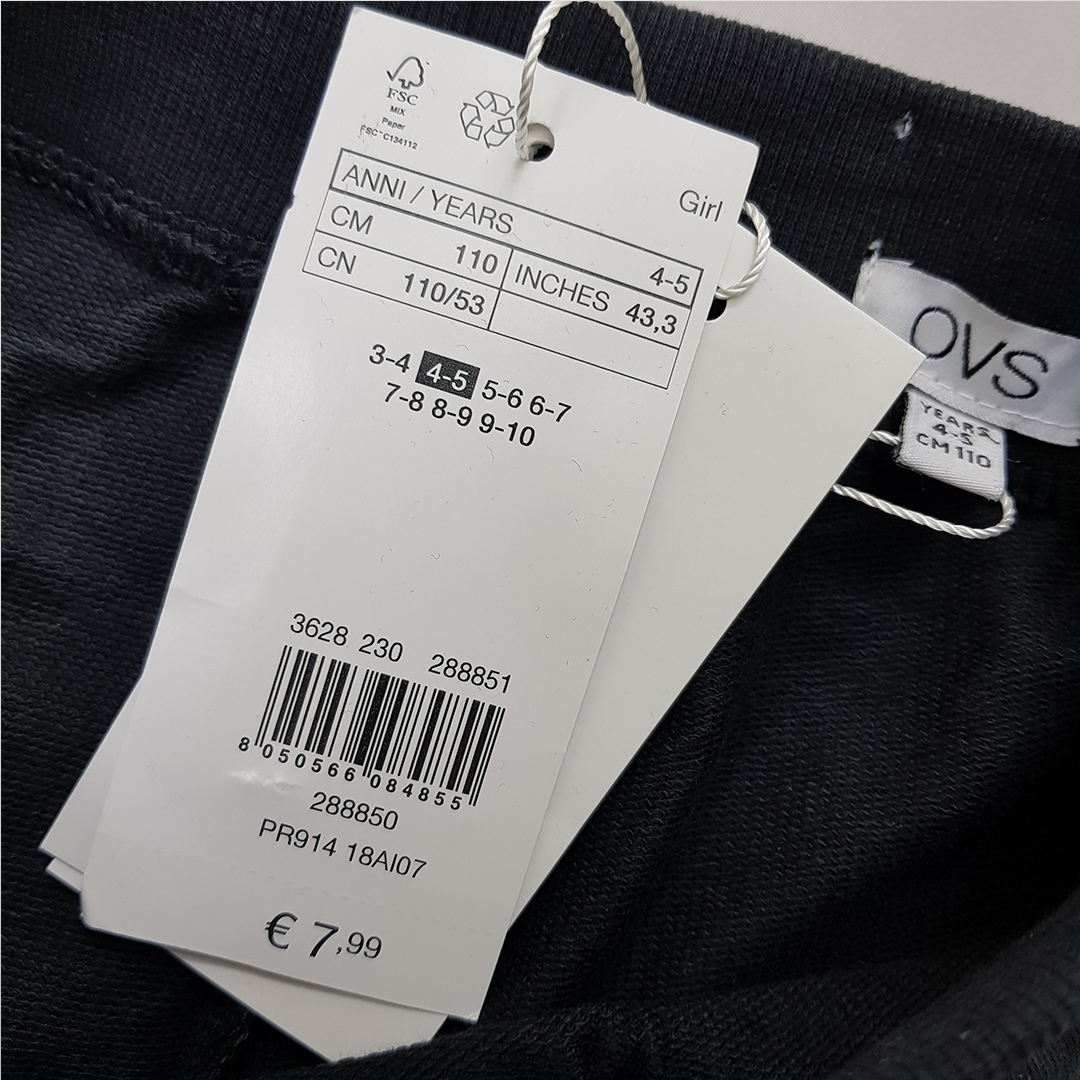 FSC
MIX
Paper
FSC™C134112
Girl
ANNI / YEARS 4-5
CM 110 INCHES 43,3
CN 110/53
3-4 4-5 5-6 6-7
7-8 8-9 9-10
3628 230 288851
8 050566 084855
288850
PR914 18AI07
€ 7,99
OVS
YEARS
4-5
CM 110